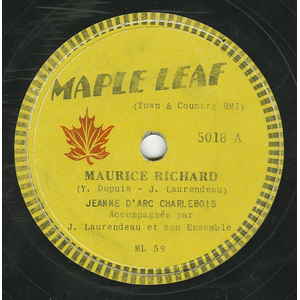 MAPLE LEAF
(Town & Country BMI)
5018 A
MAURICE RICHARD
(Y. Dupuis - J. Laurendeau)
JEANNE D'ARC CHARLEBOIS
Accompagnée par
J. Laurendeau et son Ensemble
ML 59